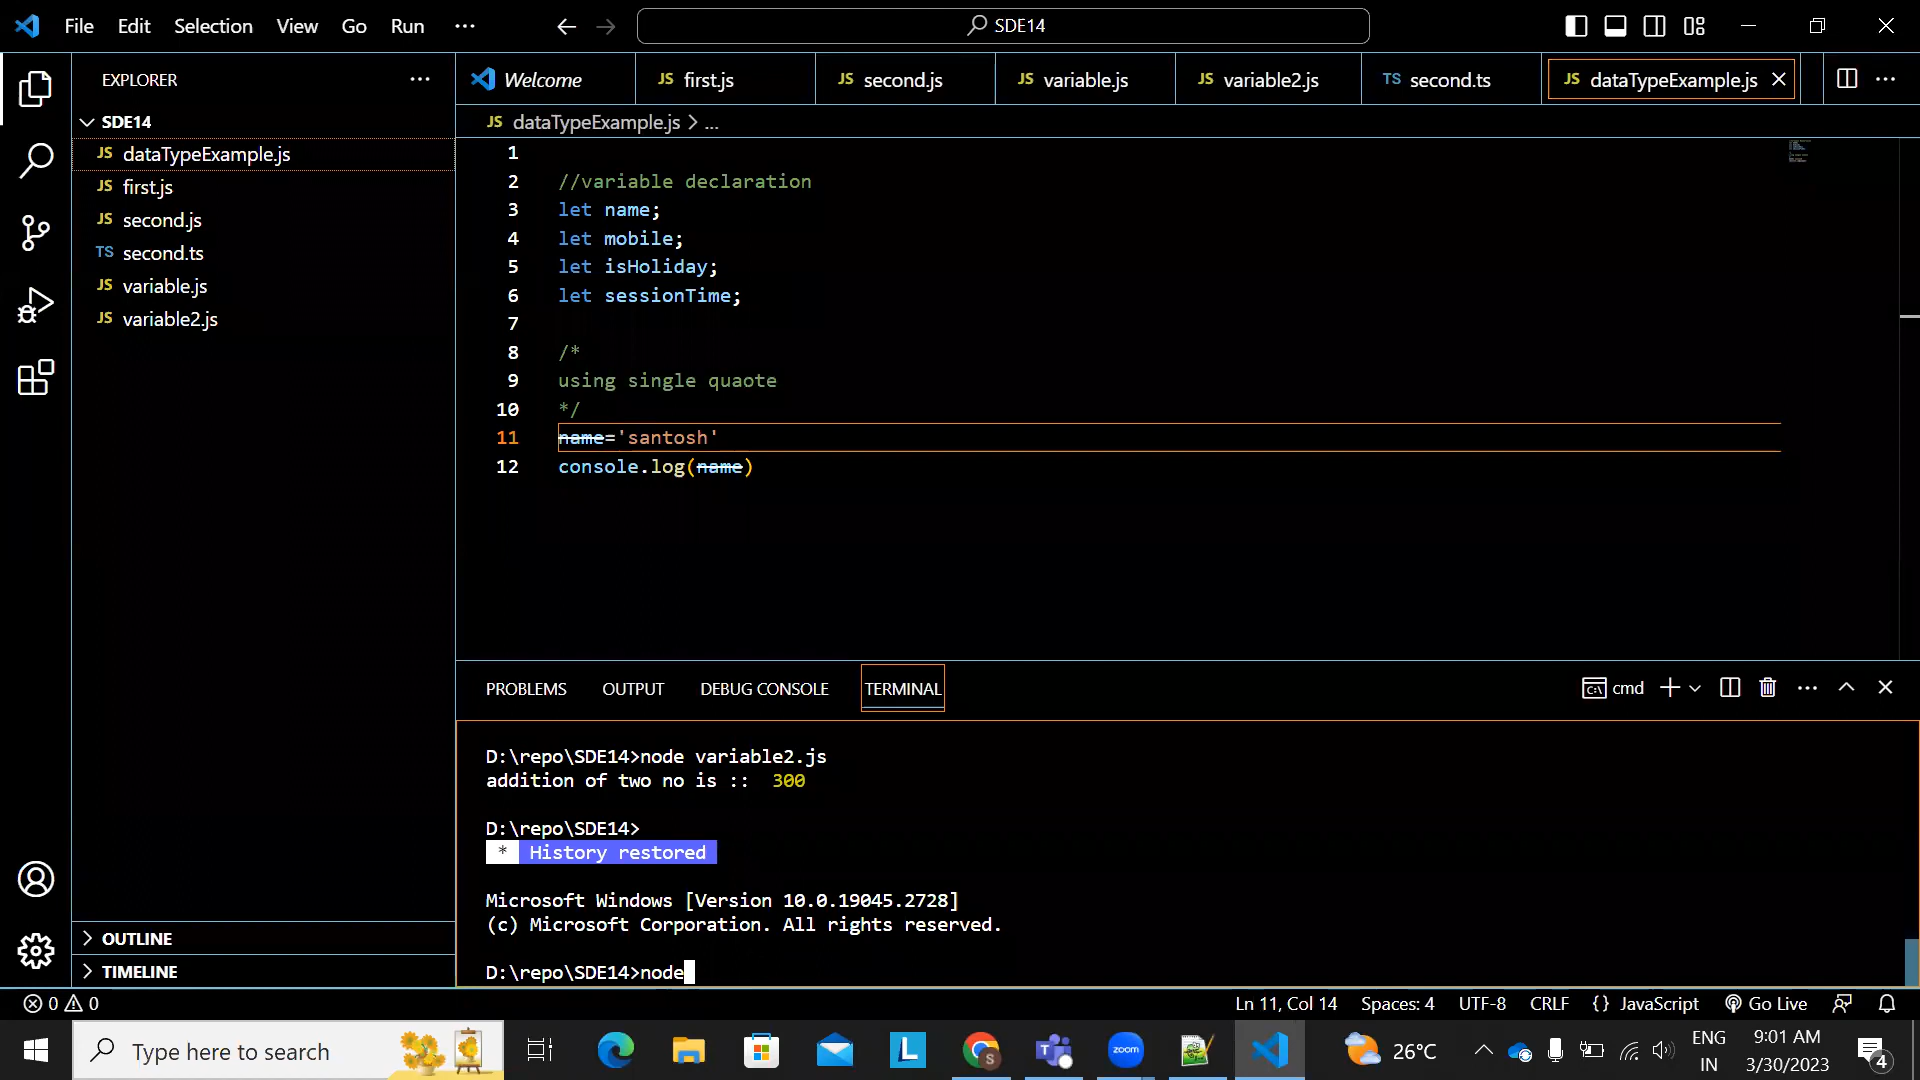 File Edit Selection View Go Run ··· SDE14
EXPLORER ···
SDE14
JS dataTypeExample.js
JS first.js
JS second.js
TS second.ts
JS variable.js
JS variable2.js
OUTLINE
TIMELINE
Welcome JS first.js JS second.js JS variable.js JS variable2.js TS second.ts JS dataTypeExample.js
JS dataTypeExample.js > ...
1
2 //variable declaration
3 let name;
4 let mobile;
5 let isHoliday;
6 let sessionTime;
7
8 /*
9 using single quaote
10 */
11 name='santosh'
12 console.log(name)
PROBLEMS OUTPUT DEBUG CONSOLE TERMINAL cmd
D:\repo\SDE14>node variable2.js
addition of two no is :: 300
D:\repo\SDE14>
* History restored
Microsoft Windows [Version 10.0.19045.2728]
(c) Microsoft Corporation. All rights reserved.
D:\repo\SDE14>node
0 0 Ln 11, Col 14 Spaces: 4 UTF-8 CRLF {} JavaScript Go Live
Type here to search L S zoom 26°C ENG 9:01 AM
IN 3/30/2023 4